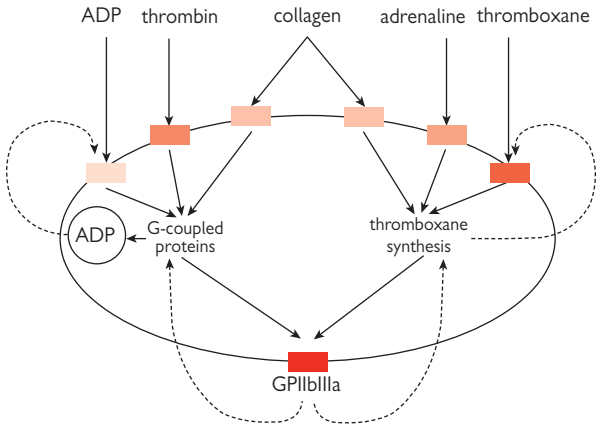 ADP
thrombin
collagen
adrenaline
thromboxane
ADP
G-coupled
proteins
thromboxane
synthesis
GPIIbIIIa